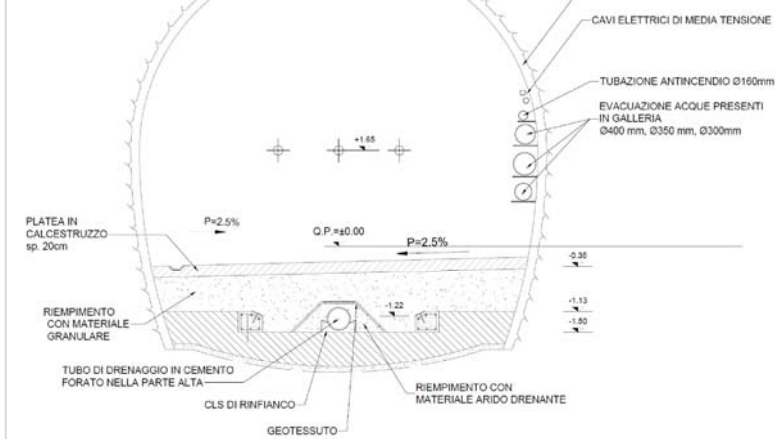 CAVI ELETTRICI DI MEDIA TENSIONE
TUBAZIONE ANTINCENDIO Ø160mm
EVACUAZIONE ACQUE PRESENTI
IN GALLERIA
Ø400 mm, Ø350 mm, Ø300mm
+1.65
PLATEA IN
CALCESTRUZZO
sp. 20cm
P=2.5%
Q.P.=±0.00
P=2.5%
-0.35
RIEMPIMENTO
CON MATERIALE
GRANULARE
-1.22
-1.13
-1.50
TUBO DI DRENAGGIO IN CEMENTO
FORATO NELLA PARTE ALTA
CLS DI RINFIANCO
GEOTESSUTO
RIEMPIMENTO CON
MATERIALE ARIDO DRENANTE